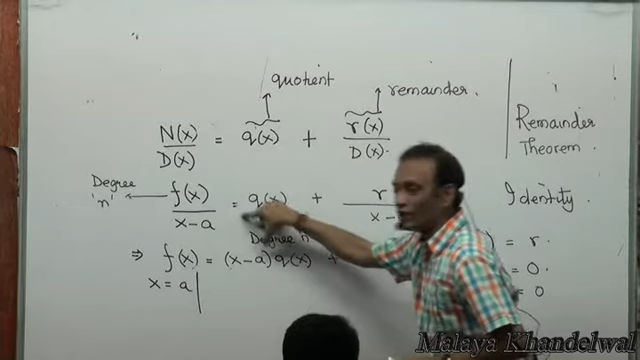 quotient
remainder.
N(x)/D(x) = q(x) + r(x)/D(x).
Remainder
Theorem.
Degree
'n'
f(x)/x-a = q(x) + r/x-
Identity.
Degree n
⇒ f(x) = (x-a)q(x) +
) = r.
x = a
= 0.
= 0
Malaya Khandelwal